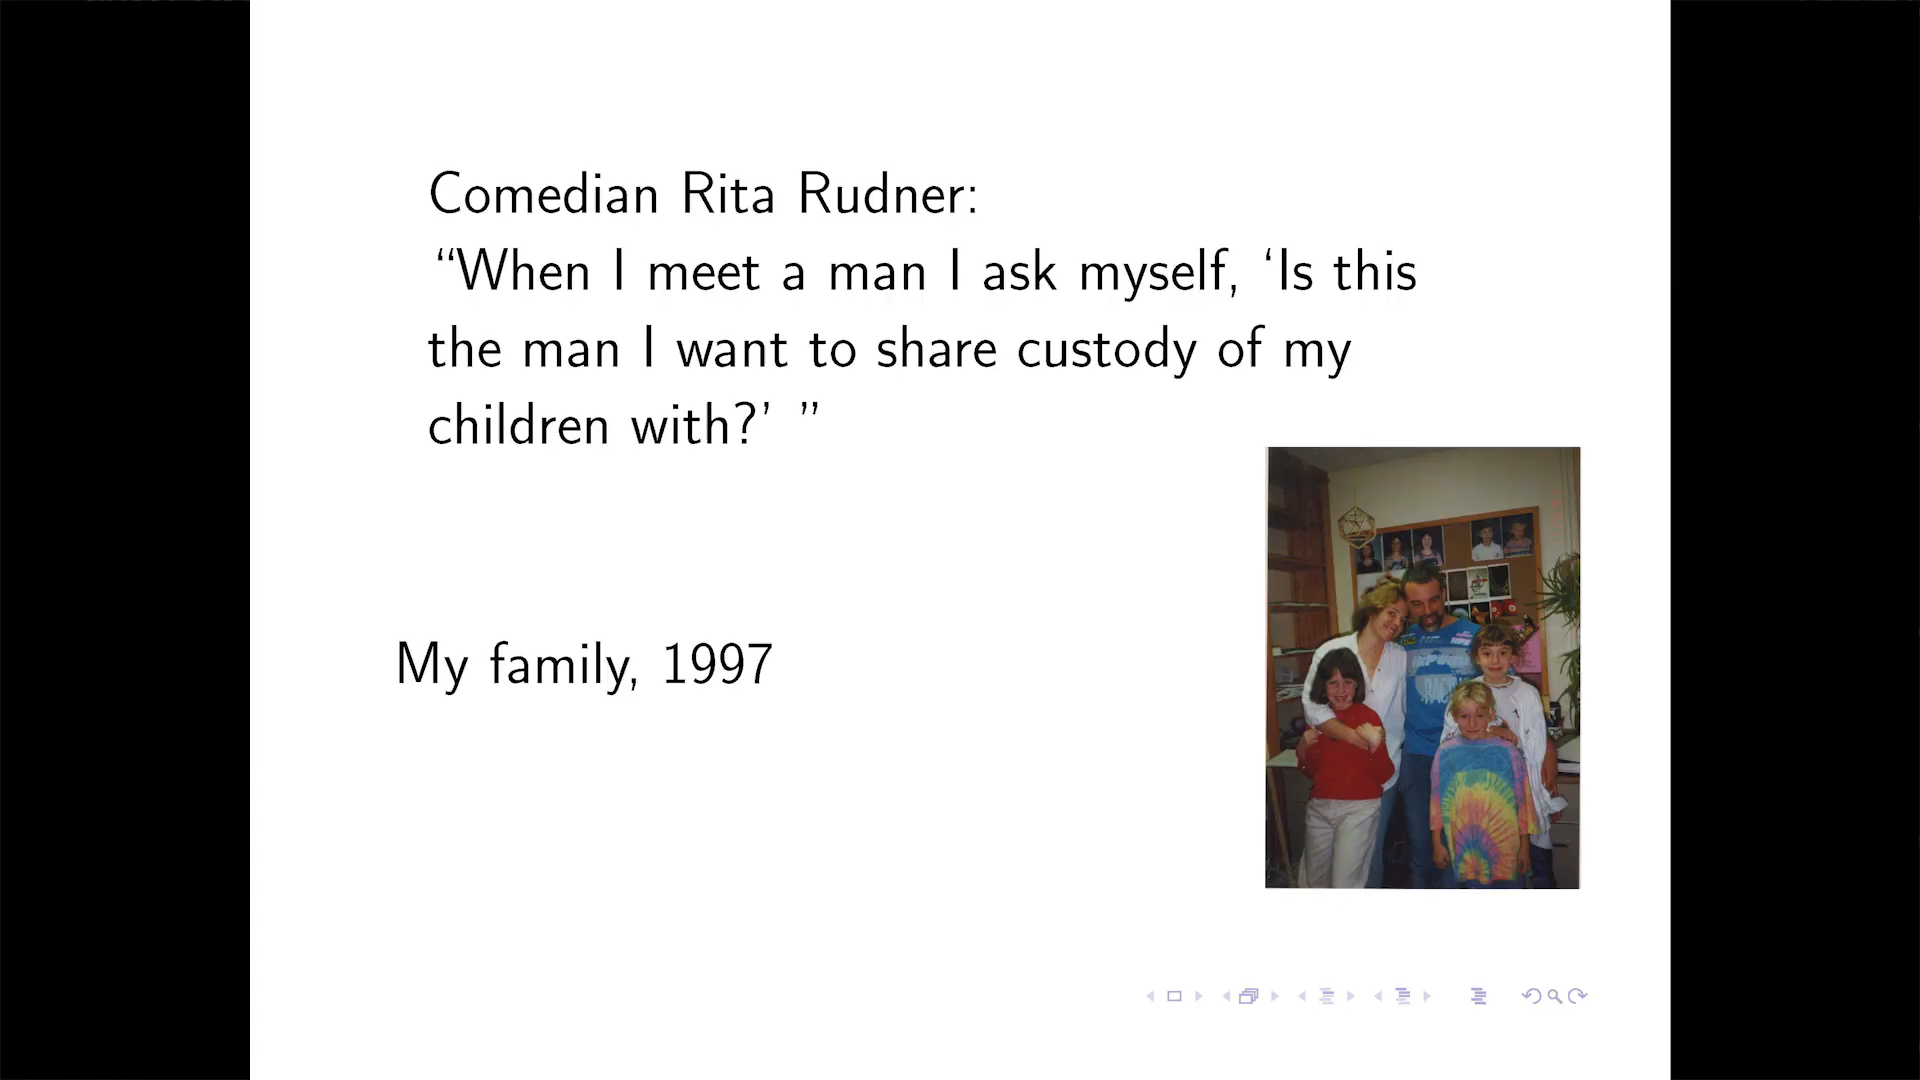 Comedian Rita Rudner:
“When I meet a man I ask myself, ‘Is this
the man I want to share custody of my
children with?’ ”
My family, 1997